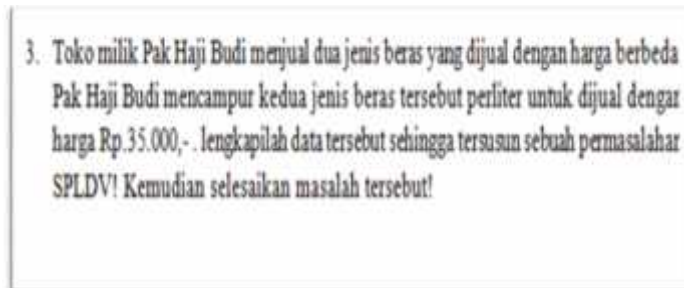 3. Toko milik Pak Haji Budi menjual dua jenis beras yang dijual dengan harga berbeda
Pak Haji Budi mencampur kedua jenis beras tersebut perliter untuk dijual dengar
harga Rp.35.000,- . lengkapilah data tersebut sehingga tersusun sebuah permasalahar
SPLDV! Kemudian selesaikan masalah tersebut!